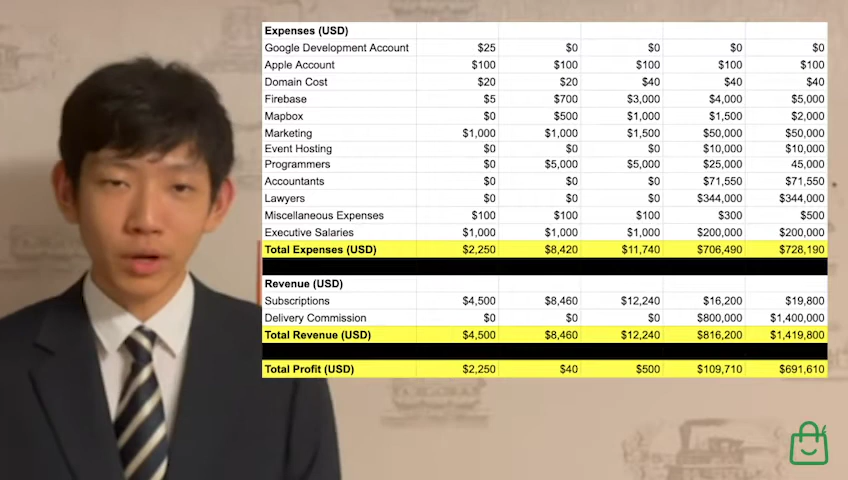 Expenses (USD)
Google Development Account $25 $0 $0 $0 $0
Apple Account $100 $100 $100 $100 $100
Domain Cost $20 $20 $40 $40 $40
Firebase $5 $700 $3,000 $4,000 $5,000
Mapbox $0 $500 $1,000 $1,500 $2,000
Marketing $1,000 $1,000 $1,500 $50,000 $50,000
Event Hosting $0 $0 $0 $10,000 $10,000
Programmers $0 $5,000 $5,000 $25,000 45,000
Accountants $0 $0 $0 $71,550 $71,550
Lawyers $0 $0 $0 $344,000 $344,000
Miscellaneous Expenses $100 $100 $100 $300 $500
Executive Salaries $1,000 $1,000 $1,000 $200,000 $200,000
Total Expenses (USD) $2,250 $8,420 $11,740 $706,490 $728,190
Revenue (USD)
Subscriptions $4,500 $8,460 $12,240 $16,200 $19,800
Delivery Commission $0 $0 $0 $800,000 $1,400,000
Total Revenue (USD) $4,500 $8,460 $12,240 $816,200 $1,419,800
Total Profit (USD) $2,250 $40 $500 $109,710 $691,610